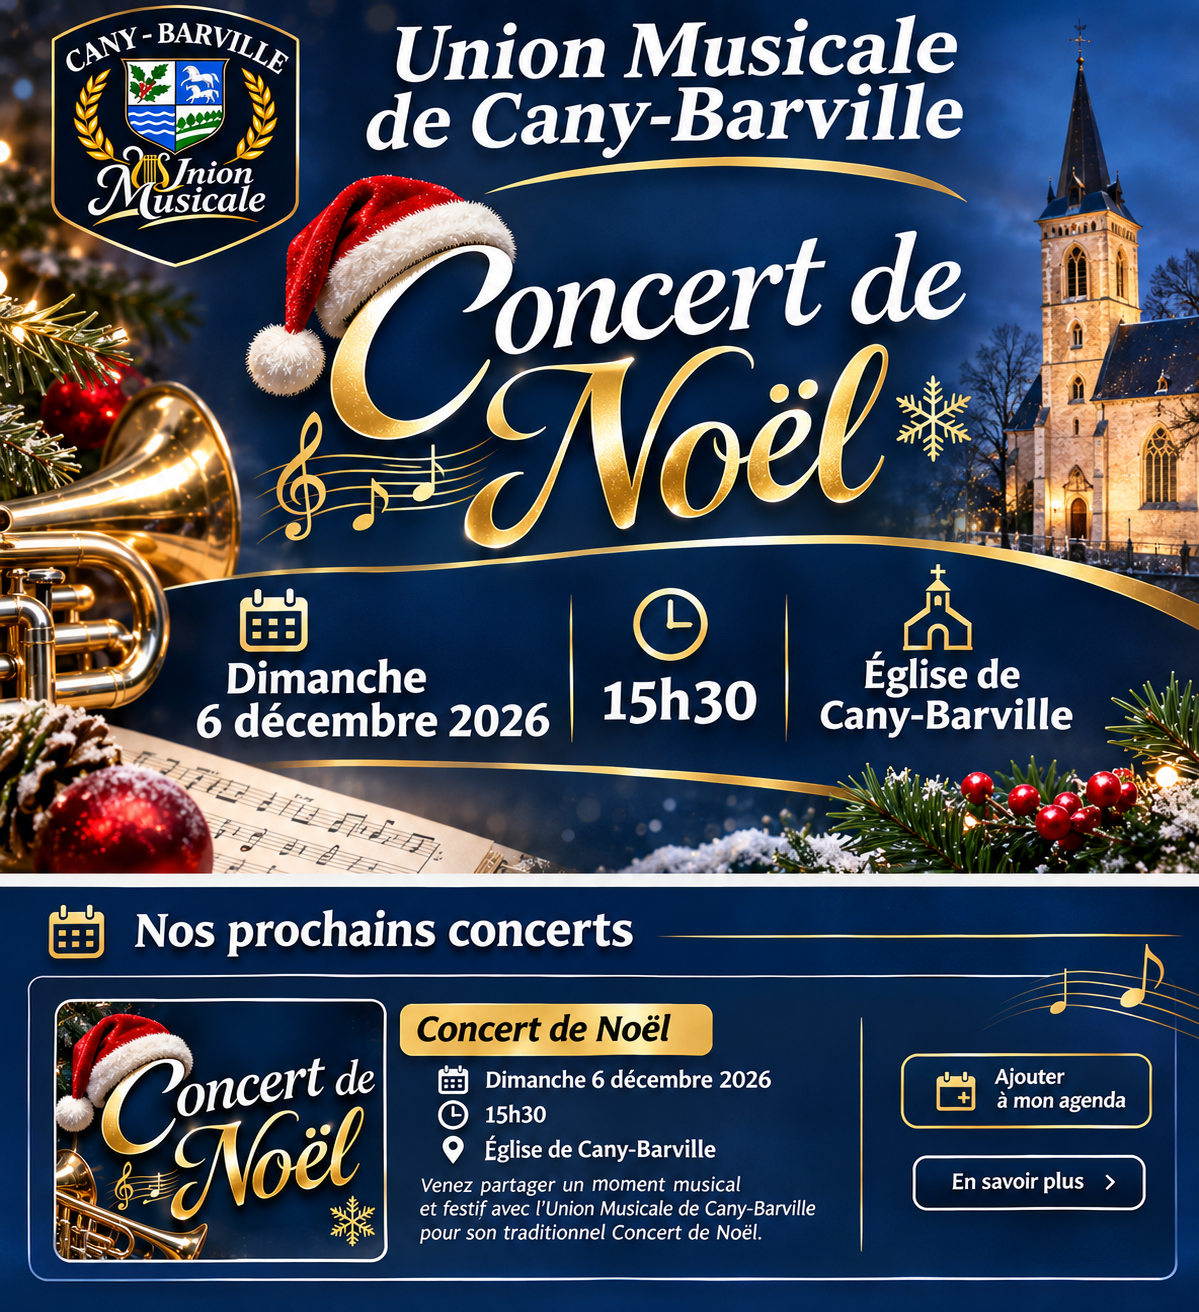 CANY - BARVILLE
Union
Musicale
Union Musicale
de Cany-Barville
Concert de
Noël
Dimanche
6 décembre 2026
15h30
Église de
Cany-Barville
Nos prochains concerts
Concert de
Noël
Concert de Noël
Dimanche 6 décembre 2026
15h30
Église de Cany-Barville
Venez partager un moment musical
et festif avec l'Union Musicale de Cany-Barville
pour son traditionnel Concert de Noël.
Ajouter
à mon agenda
En savoir plus >